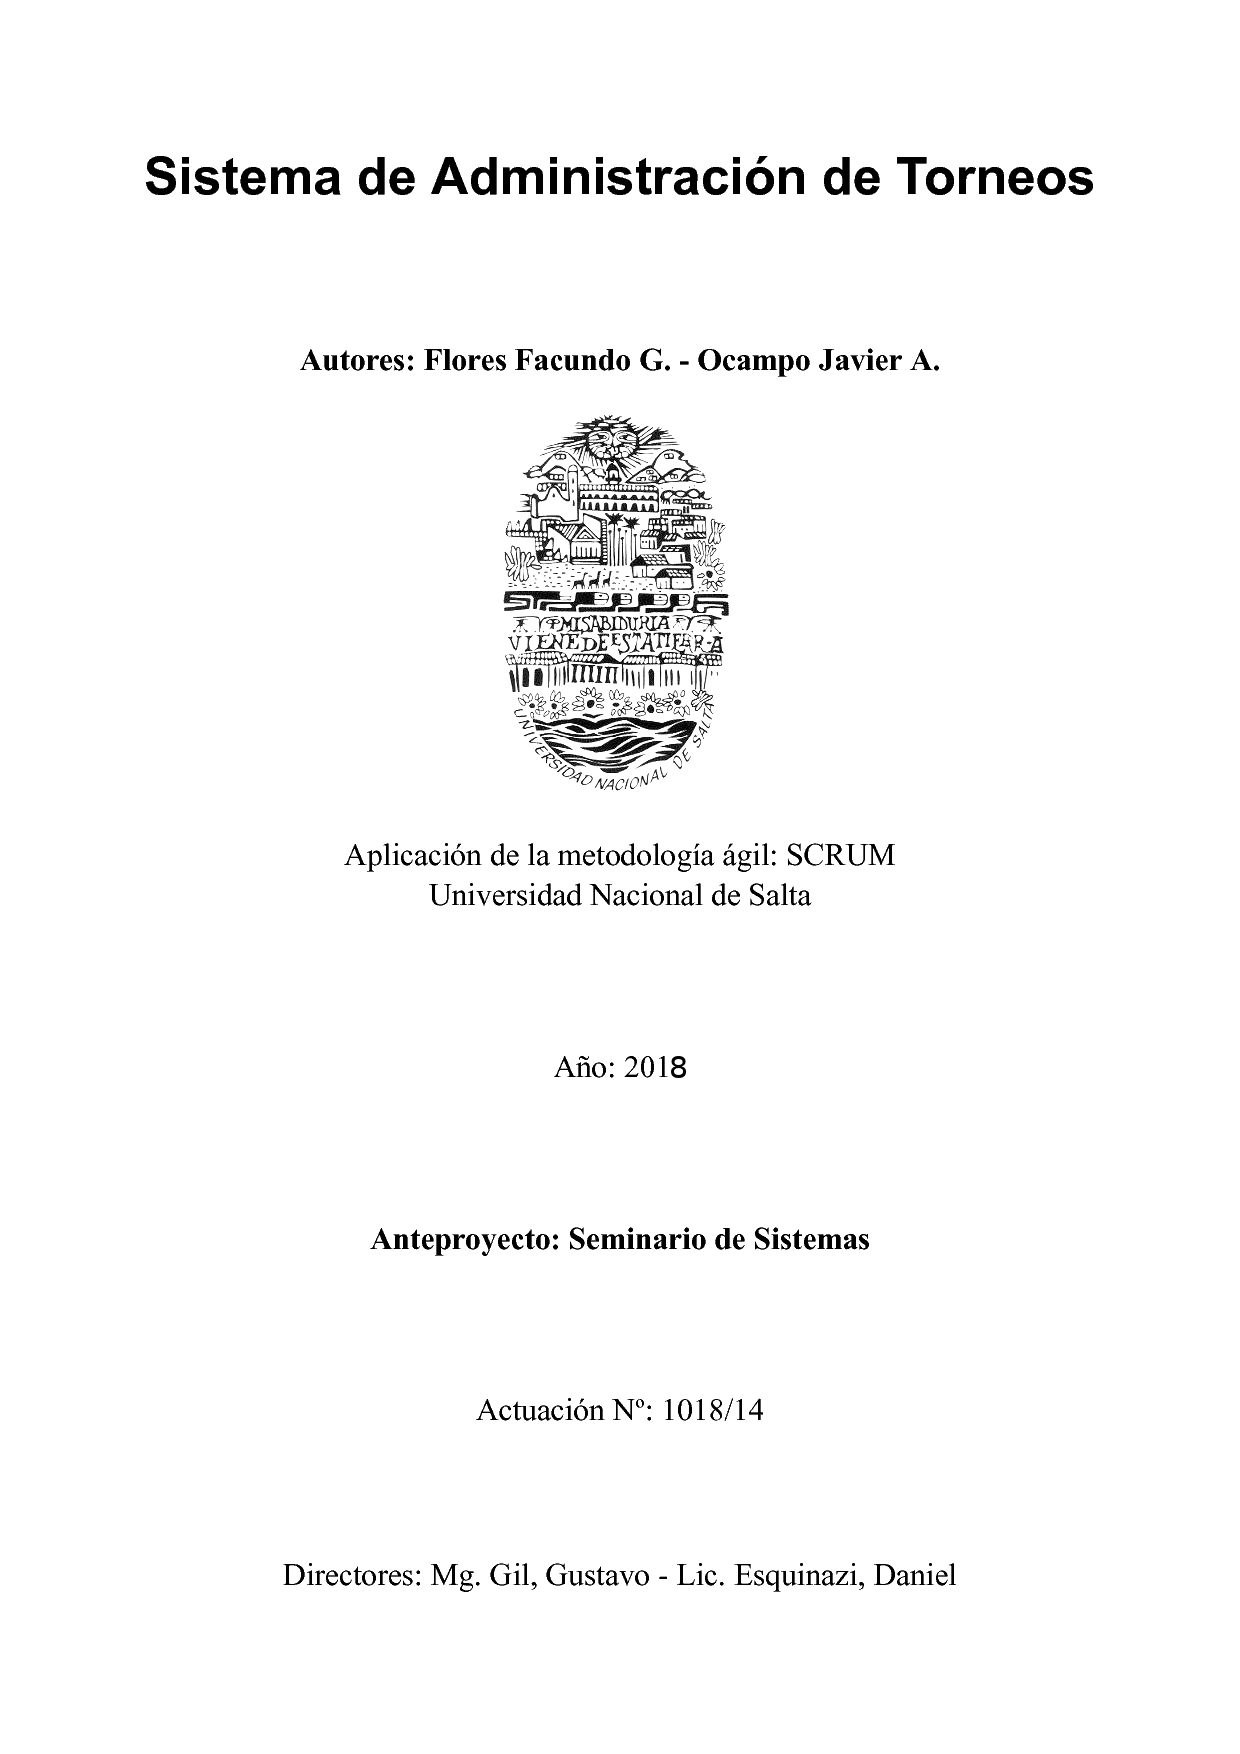 Sistema de Administración de Torneos
Autores: Flores Facundo G. - Ocampo Javier A.
MI SABIDURIA
VIENE DE ESTA TIERRA
UNIVERSIDAD NACIONAL DE SALTA
Aplicación de la metodología ágil: SCRUM
Universidad Nacional de Salta
Año: 2018
Anteproyecto: Seminario de Sistemas
Actuación Nº: 1018/14
Directores: Mg. Gil, Gustavo - Lic. Esquinazi, Daniel